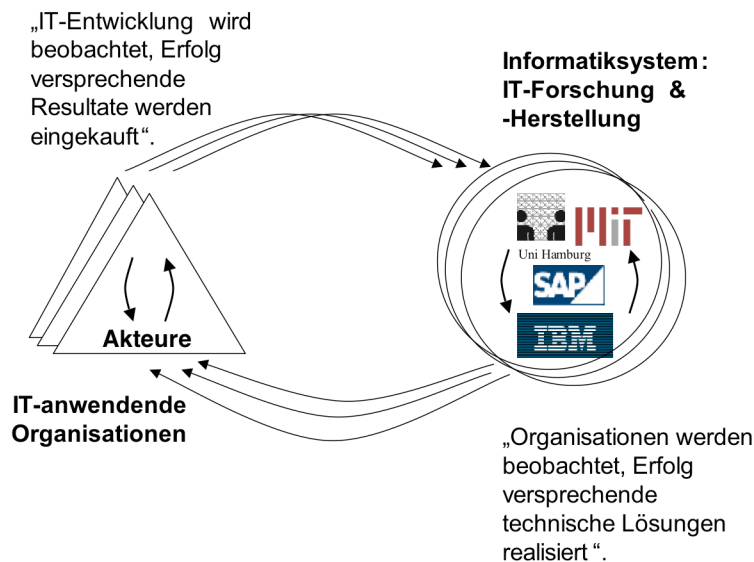 „IT-Entwicklung wird
beobachtet, Erfolg
versprechende
Resultate werden
eingekauft“.
Informatiksystem:
IT-Forschung &
-Herstellung
MiT
Uni Hamburg
SAP
IBM
Akteure
IT-anwendende
Organisationen
„Organisationen werden
beobachtet, Erfolg
versprechende
technische Lösungen
realisiert“.